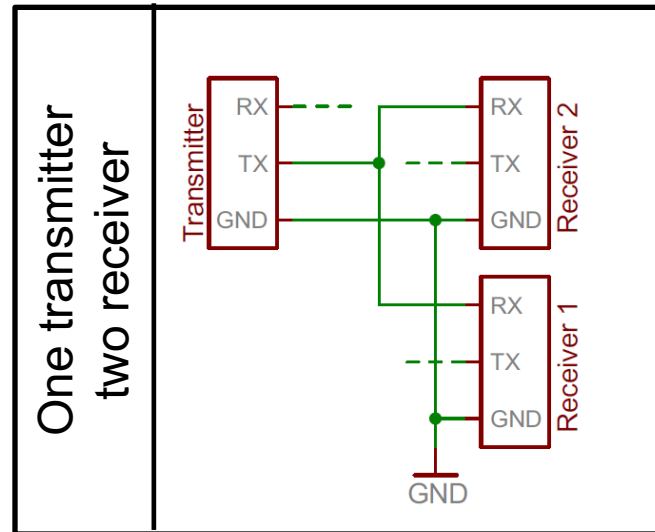 One transmitter
two receiver
Transmitter
RX
TX
GND
RX
TX
GND
Receiver 2
RX
TX
GND
Receiver 1
GND